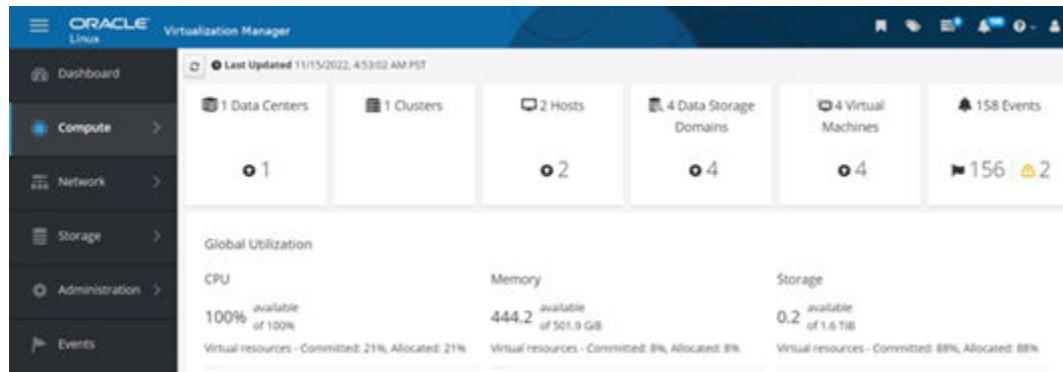 ORACLE
Linux
Virtualization Manager
Dashboard
Compute
Network
Storage
Administration
Events
Last Updated 11/15/2022, 4:53:02 AM PST
1 Data Centers
1
1 Clusters
2 Hosts
2
4 Data Storage
Domains
4
4 Virtual
Machines
4
158 Events
156
2
Global Utilization
CPU
100% available
of 100%
Virtual resources - Committed: 21%, Allocated: 21%
Memory
444.2 available
of 501.9 GiB
Virtual resources - Committed: 8%, Allocated: 8%
Storage
0.2 available
of 1.6 TiB
Virtual resources - Committed: 88%, Allocated: 88%